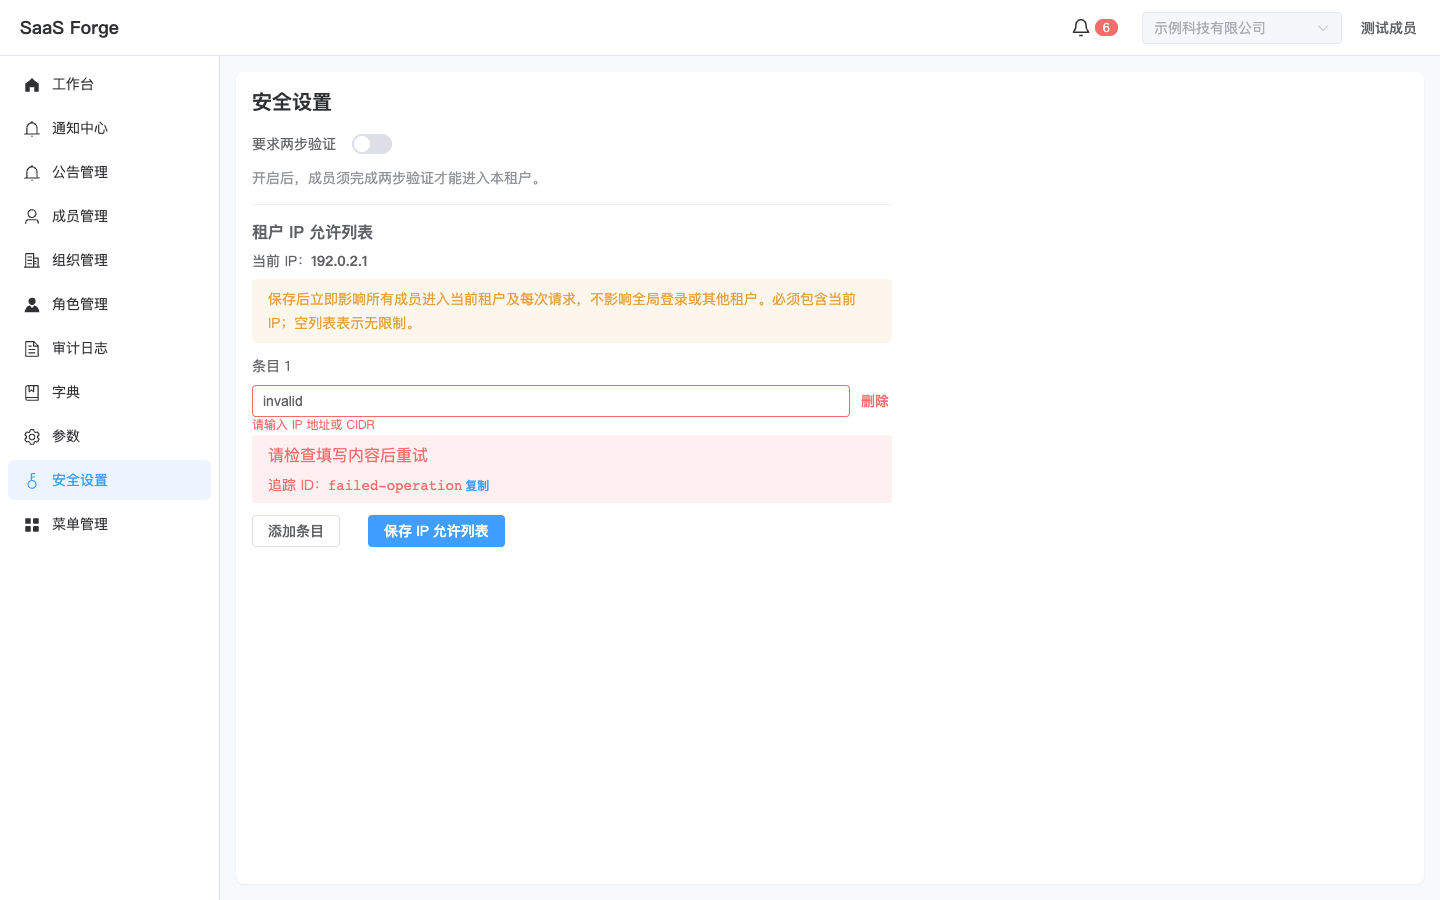 SaaS Forge
6
示例科技有限公司
测试成员
工作台
通知中心
公告管理
成员管理
组织管理
角色管理
审计日志
字典
参数
安全设置
菜单管理
安全设置
要求两步验证
开启后，成员须完成两步验证才能进入本租户。
租户 IP 允许列表
当前 IP：192.0.2.1
保存后立即影响所有成员进入当前租户及每次请求，不影响全局登录或其他租户。必须包含当前
IP；空列表表示无限制。
条目 1
invalid
删除
请输入 IP 地址或 CIDR
请检查填写内容后重试
追踪 ID：failed-operation 复制
添加条目
保存 IP 允许列表